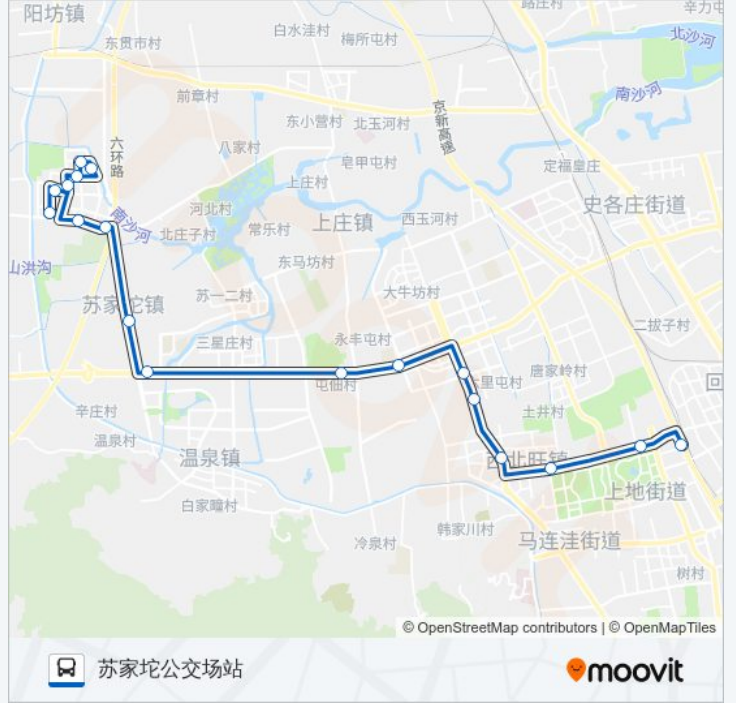 阳坊镇
路庄村
辛力屯
白水洼村
梅所屯村
东贯市村
北沙河
南沙河
前章村
京新高速
东小营村
北玉河村
六环路
八家村
皂甲屯村
定福皇庄
上庄村
史各庄街道
河北村
上庄镇
西玉河村
南沙河
常乐村
北庄子村
山洪沟
东马坊村
苏家坨镇
苏一二村
大牛坊村
二拨子村
三星庄村
永丰屯村
唐家岭村
六里屯村
屯佃村
回
辛庄村
土井村
温泉村
温泉镇
西北旺镇
上地街道
白家疃村
韩家川村
马连洼街道
冷泉村
树村
© OpenStreetMap contributors | © OpenMapTiles
苏家坨公交场站
moovit